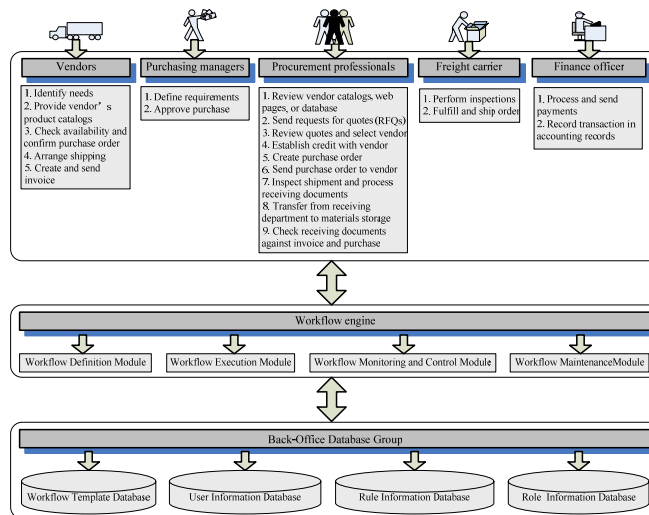 Vendors
1. Identify needs
2. Provide vendor's
product catalogs
3. Check availability and
confirm purchase order
4. Arrange shipping
5. Create and send
invoice
Purchasing managers
1. Define requirements
2. Approve purchase
Procurement professionals
1. Review vendor catalogs, web
pages, or database
2. Send requests for quotes (RFQs)
3. Review quotes and select vendor
4. Establish credit with vendor
5. Create purchase order
6. Send purchase order to vendor
7. Inspect shipment and process
receiving documents
8. Transfer from receiving
department to materials storage
9. Check receiving documents
against invoice and purchase
Freight carrier
1. Perform inspections
2. Fulfill and ship order
Finance officer
1. Process and send
payments
2. Record transaction in
accounting records
Workflow engine
Workflow Definition Module
Workflow Execution Module
Workflow Monitoring and Control Module
Workflow MaintenanceModule
Back-Office Database Group
Workflow Template Database
User Information Database
Rule Information Database
Role Information Database